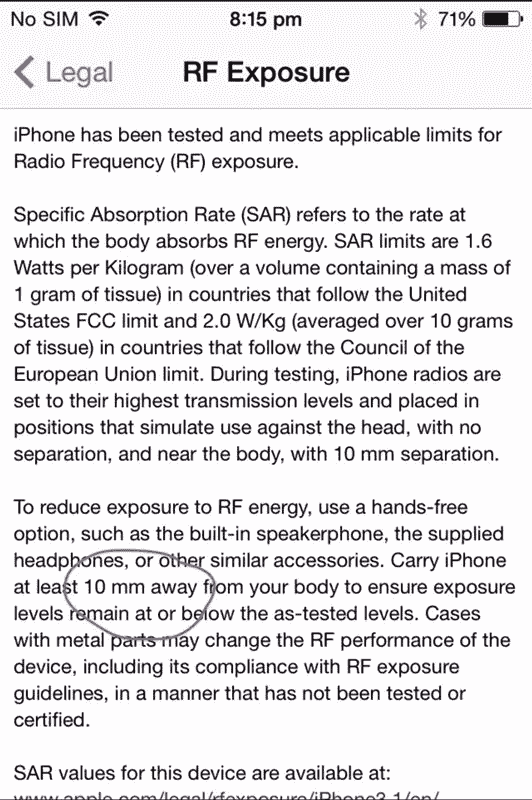 No SIM 8:15 pm 71%
Legal RF Exposure
iPhone has been tested and meets applicable limits for
Radio Frequency (RF) exposure.
Specific Absorption Rate (SAR) refers to the rate at
which the body absorbs RF energy. SAR limits are 1.6
Watts per Kilogram (over a volume containing a mass of
1 gram of tissue) in countries that follow the United
States FCC limit and 2.0 W/Kg (averaged over 10 grams
of tissue) in countries that follow the Council of the
European Union limit. During testing, iPhone radios are
set to their highest transmission levels and placed in
positions that simulate use against the head, with no
separation, and near the body, with 10 mm separation.
To reduce exposure to RF energy, use a hands-free
option, such as the built-in speakerphone, the supplied
headphones, or other similar accessories. Carry iPhone
at least 10 mm away from your body to ensure exposure
levels remain at or below the as-tested levels. Cases
with metal parts may change the RF performance of the
device, including its compliance with RF exposure
guidelines, in a manner that has not been tested or
certified.
SAR values for this device are available at:
www.apple.com/legal/rfexposure/iPhone3,1/en/